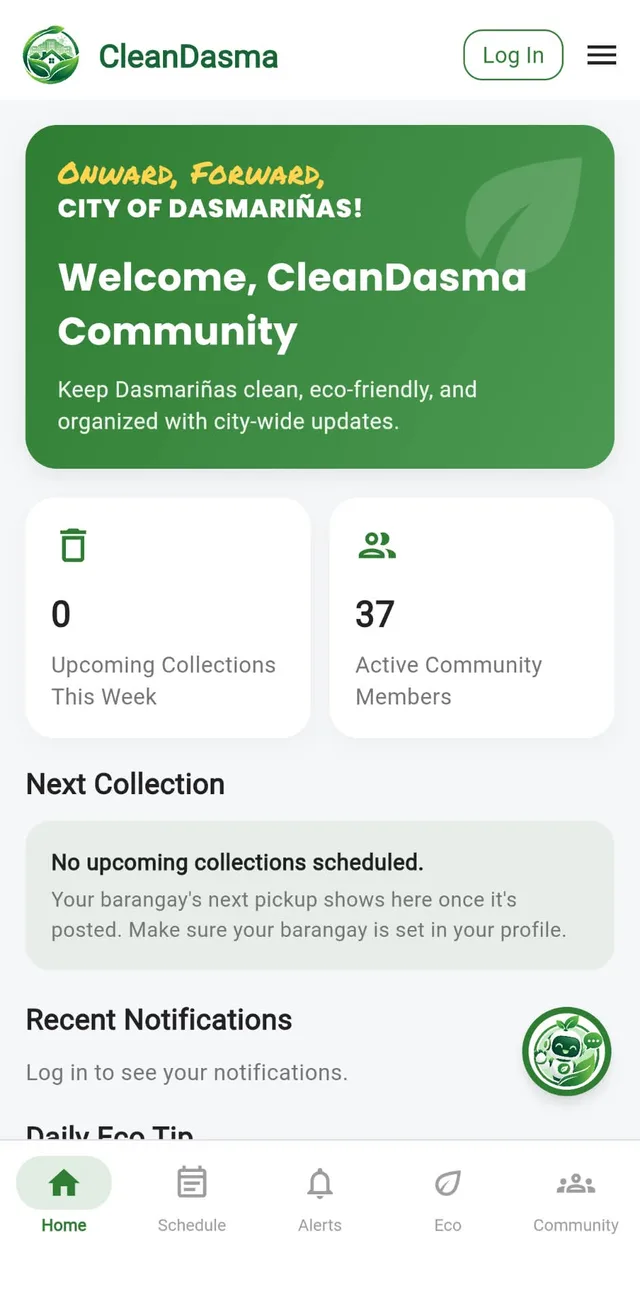 CleanDasma
Log In
Onward, Forward,
CITY OF DASMARIÑAS!
Welcome, CleanDasma
Community
Keep Dasmariñas clean, eco-friendly, and
organized with city-wide updates.
0
Upcoming Collections
This Week
37
Active Community
Members
Next Collection
No upcoming collections scheduled.
Your barangay's next pickup shows here once it's
posted. Make sure your barangay is set in your profile.
Recent Notifications
Log in to see your notifications.
Daily Eco Tip
Home
Schedule
Alerts
Eco
Community